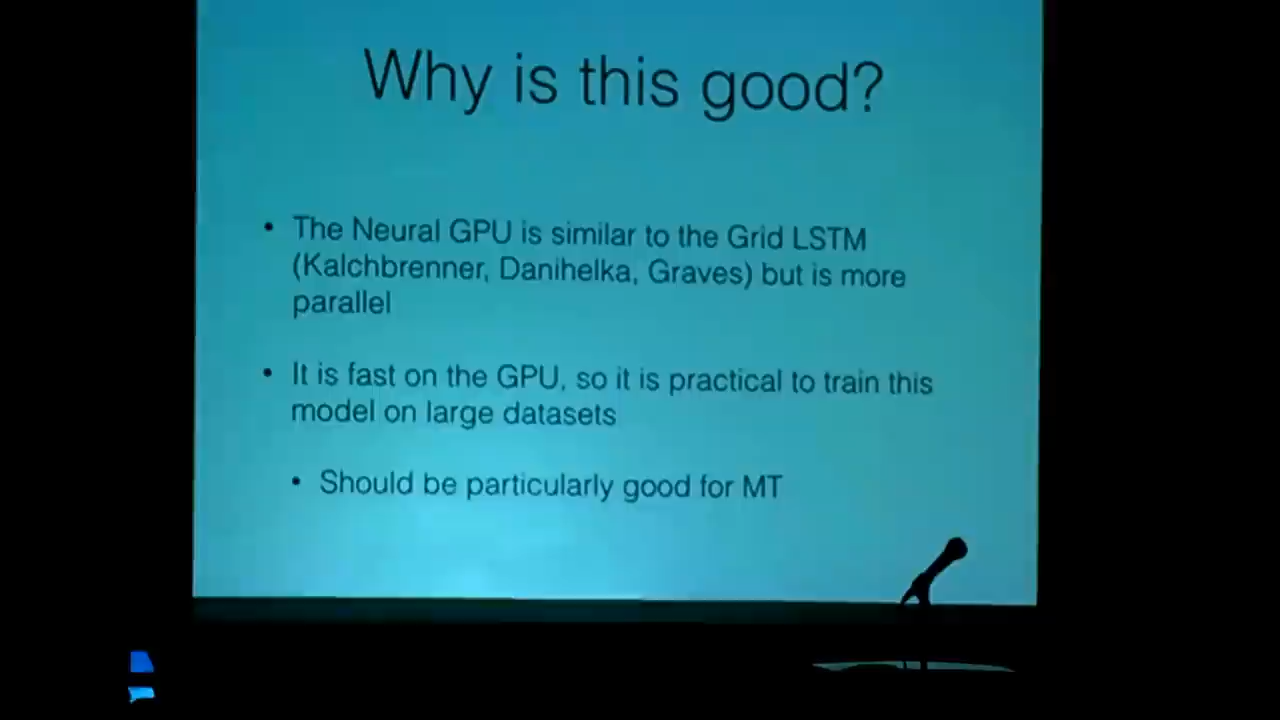 Why is this good?
• The Neural GPU is similar to the Grid LSTM
(Kalchbrenner, Danihelka, Graves) but is more
parallel
• It is fast on the GPU, so it is practical to train this
model on large datasets
• Should be particularly good for MT